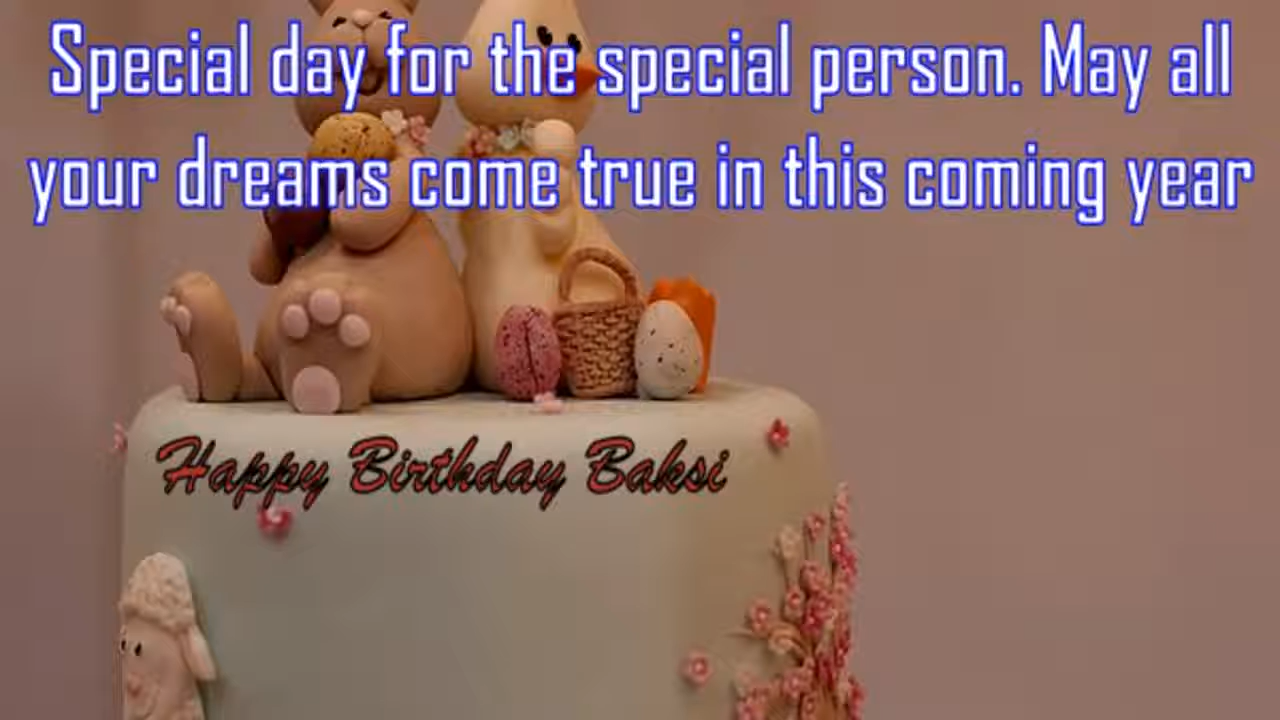 Special day for the special person. May all
your dreams come true in this coming year
Happy Birthday Baksi